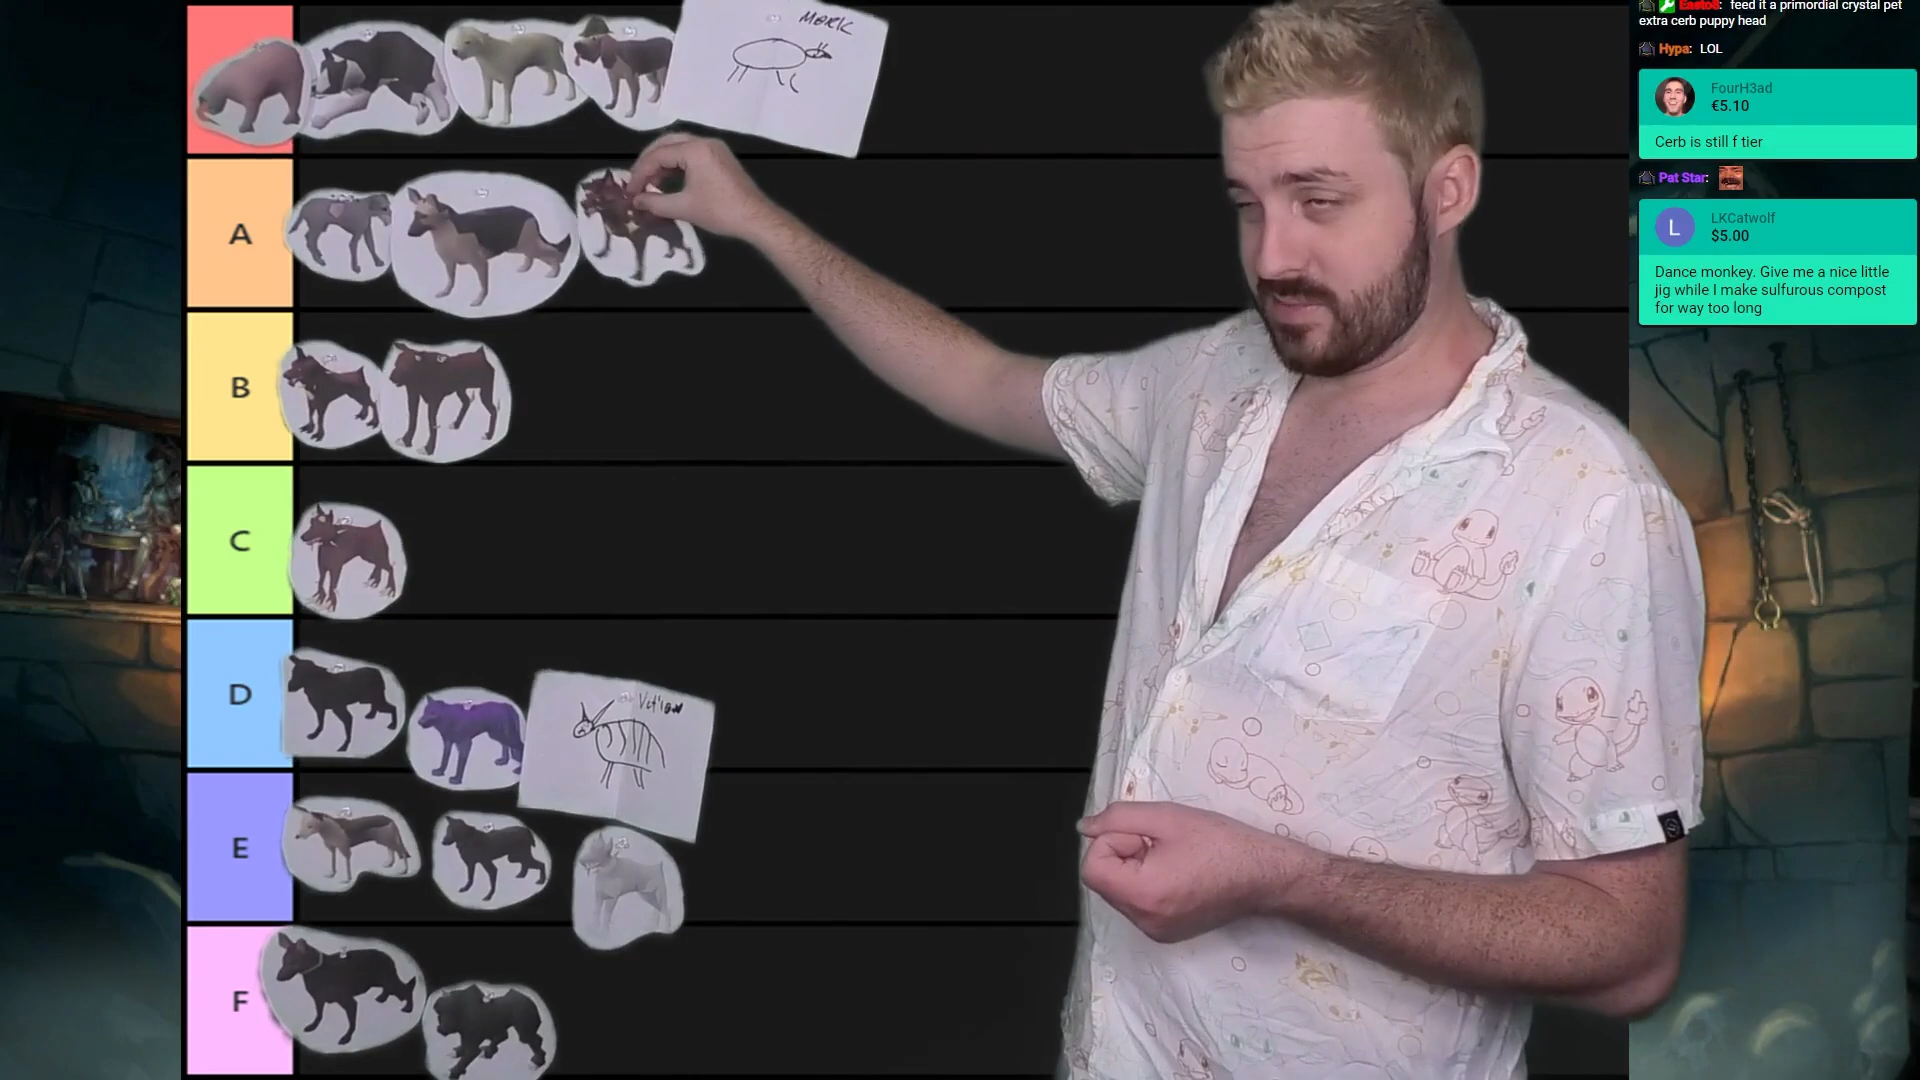 MORIC
A
B
C
D
E
F
EastoS: feed it a primordial crystal pet
extra cerb puppy head
Hypa: LOL
FourH3ad
€5.10
Cerb is still f tier
Pat Star:
L
LKCatwolf
$5.00
Dance monkey. Give me a nice little
jig while I make sulfurous compost
for way too long